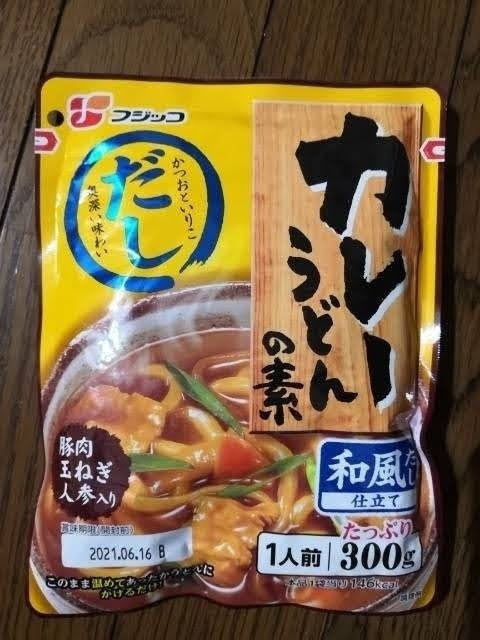 フジッコ
だし
かつおといりこ
奥深い味わい
カレー
うどん
の素
豚肉
玉ねぎ
人参入り
和風だし
仕立て
賞味期限(開封前)
2021.06.16 B
たっぷり
1人前 300g
146kcal
このまま温めてあったかうどんに
かけるだけ!